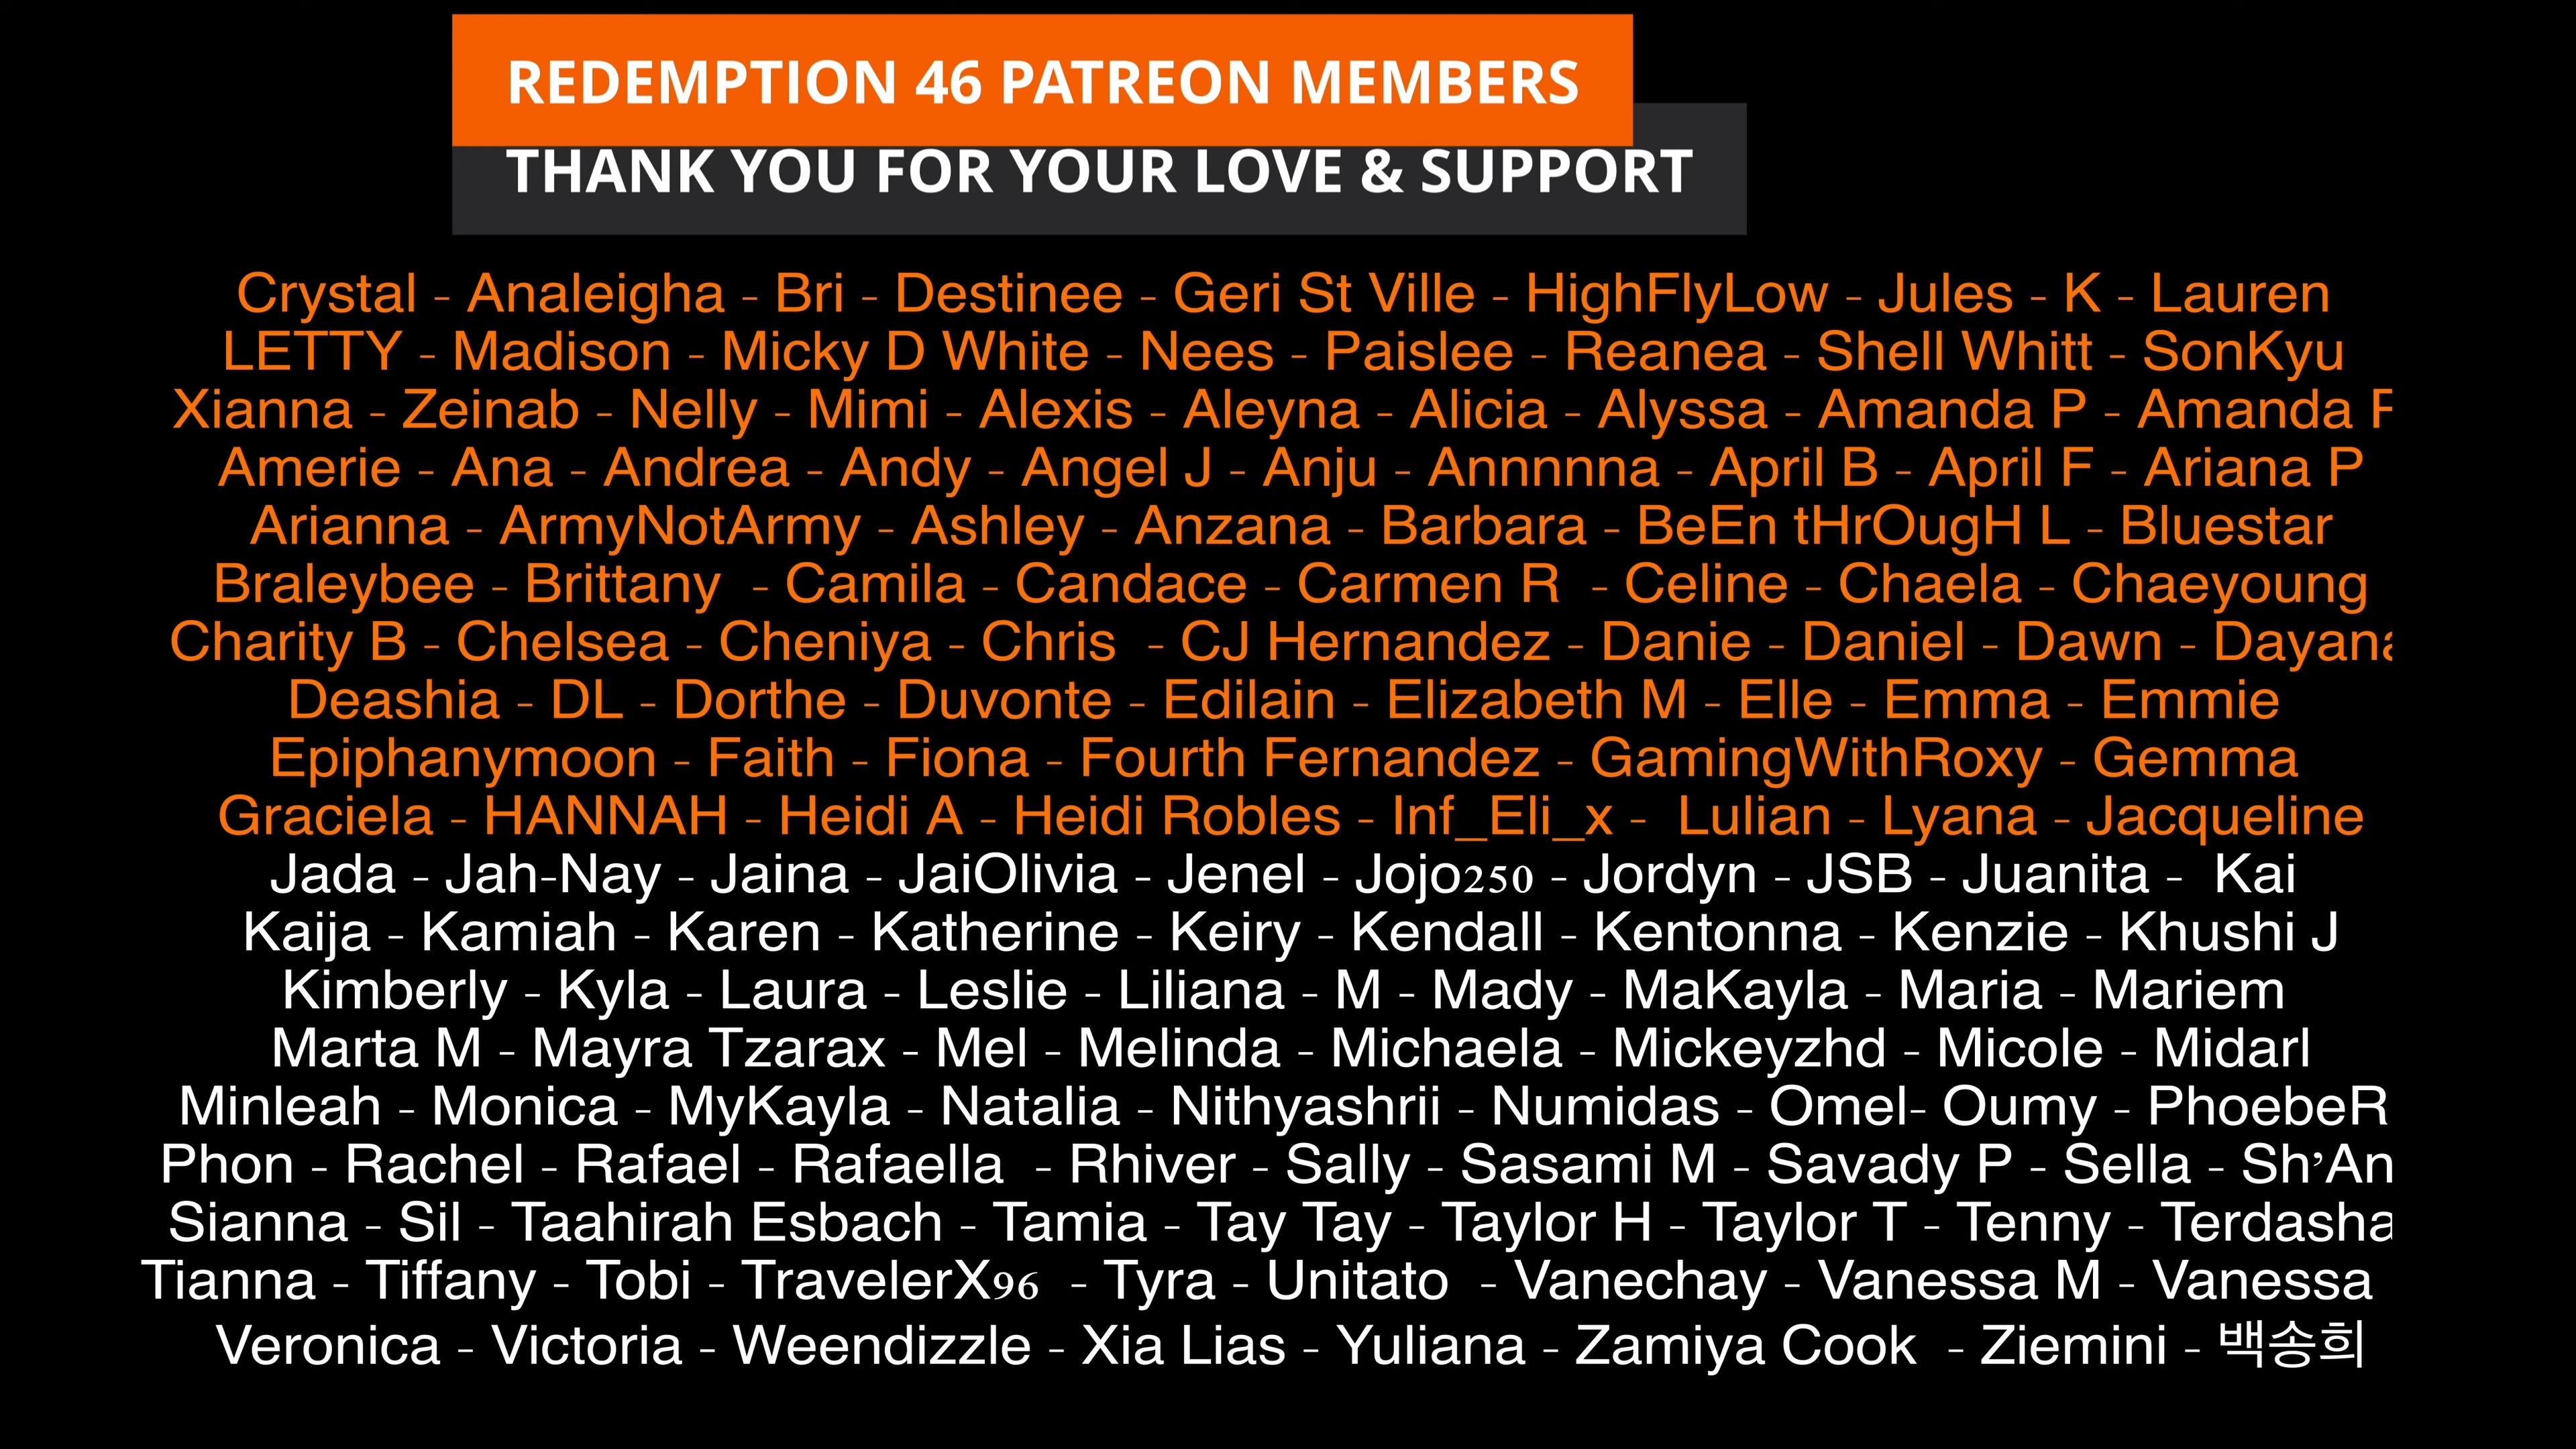 REDEMPTION 46 PATREON MEMBERS
THANK YOU FOR YOUR LOVE & SUPPORT
Crystal - Analeigha - Bri - Destinee - Geri St Ville - HighFlyLow - Jules - K - Lauren
LETTY - Madison - Micky D White - Nees - Paislee - Reanea - Shell Whitt - SonKyu
Xianna - Zeinab - Nelly - Mimi - Alexis - Aleyna - Alicia - Alyssa - Amanda P - Amanda
Amerie - Ana - Andrea - Andy - Angel J - Anju - Annnnna - April B - April F - Ariana P
Arianna - ArmyNotArmy - Ashley - Anzana - Barbara - BeEn tHrOugH L - Bluestar
Braleybee - Brittany - Camila - Candace - Carmen R - Celine - Chaela - Chaeyoung
Charity B - Chelsea - Cheniya - Chris - CJ Hernandez - Danie - Daniel - Dawn - Dayana
Deashia - DL - Dorthe - Duvonte - Edilain - Elizabeth M - Elle - Emma - Emmie
Epiphanymoon - Faith - Fiona - Fourth Fernandez - GamingWithRoxy - Gemma
Graciela - HANNAH - Heidi A - Heidi Robles - Inf_Eli_x - Lulian - Lyana - Jacqueline
Jada - Jah-Nay - Jaina - JaiOlivia - Jenel - Jojo250 - Jordyn - JSB - Juanita - Kai
Kaija - Kamiah - Karen - Katherine - Keiry - Kendall - Kentonna - Kenzie - Khushi J
Kimberly - Kyla - Laura - Leslie - Liliana - M - Mady - MaKayla - Maria - Mariem
Marta M - Mayra Tzarax - Mel - Melinda - Michaela - Mickeyzhd - Micole - Midarl
Minleah - Monica - MyKayla - Natalia - Nithyashrii - Numidas - Omel- Oumy - PhoebeR
Phon - Rachel - Rafael - Rafaella - Rhiver - Sally - Sasami M - Savady P - Sella - Sh’An
Sianna - Sil - Taahirah Esbach - Tamia - Tay Tay - Taylor H - Taylor T - Tenny - Terdasha
Tianna - Tiffany - Tobi - TravelerX96 - Tyra - Unitato - Vanechay - Vanessa M - Vanessa
Veronica - Victoria - Weendizzle - Xia Lias - Yuliana - Zamiya Cook - Ziemini - 백송희